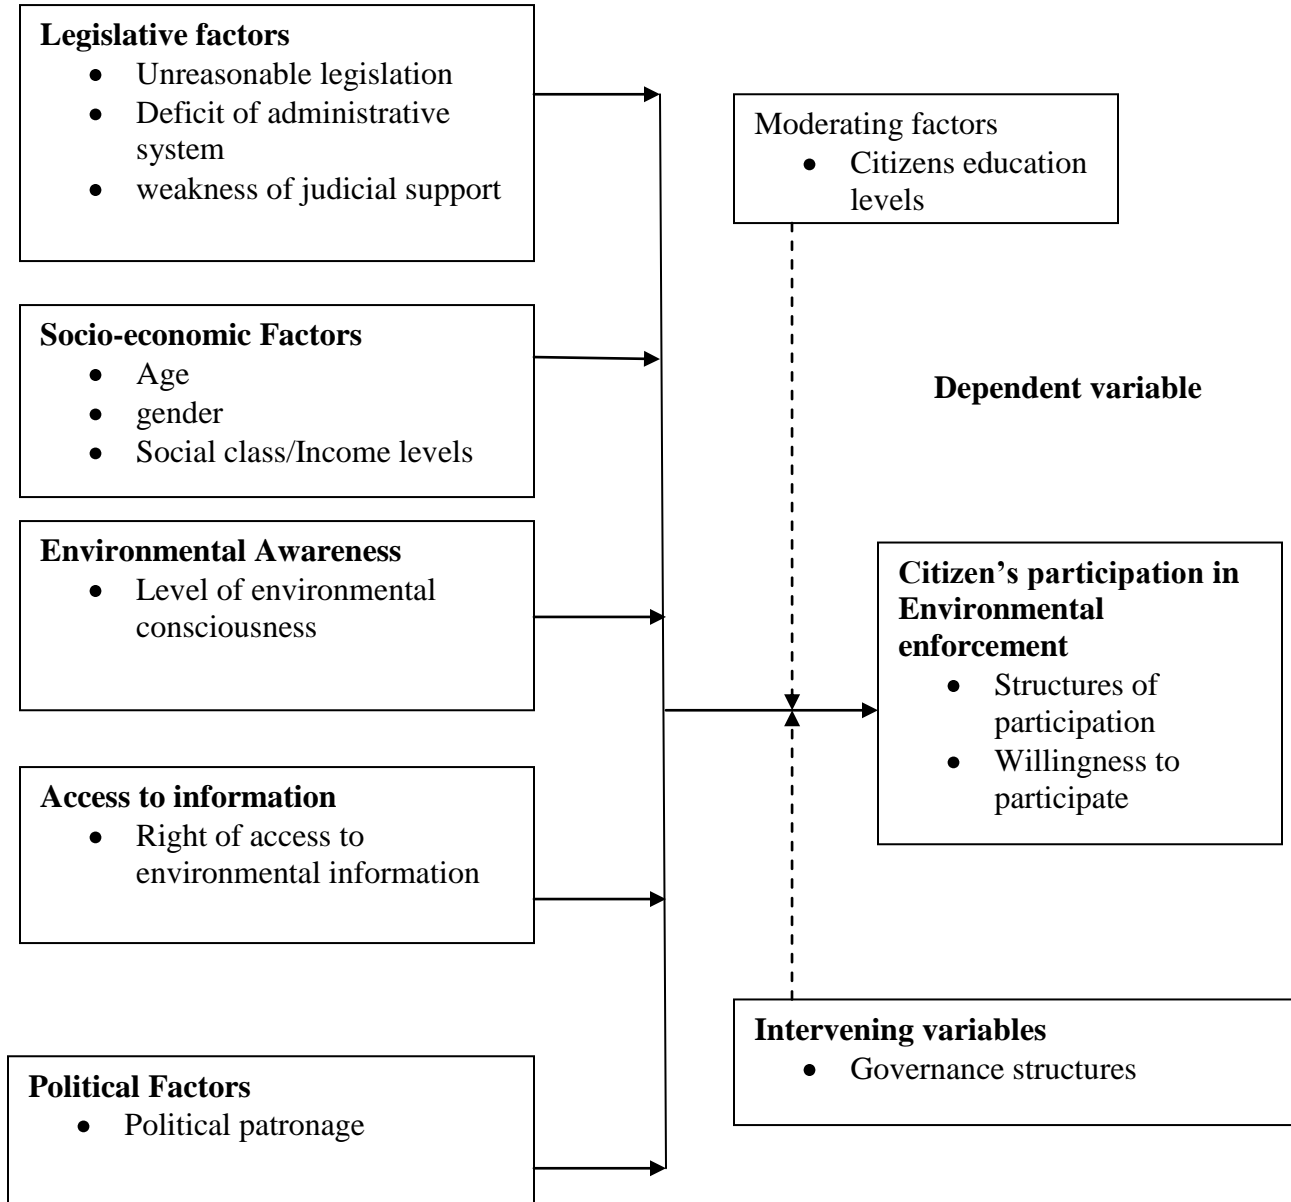 Legislative factors
• Unreasonable legislation
• Deficit of administrative
system
• weakness of judicial support
Socio-economic Factors
• Age
• gender
• Social class/Income levels
Environmental Awareness
• Level of environmental
consciousness
Access to information
• Right of access to
environmental information
Political Factors
• Political patronage
Moderating factors
• Citizens education
levels
Dependent variable
Citizen’s participation in
Environmental
enforcement
• Structures of
participation
• Willingness to
participate
Intervening variables
• Governance structures